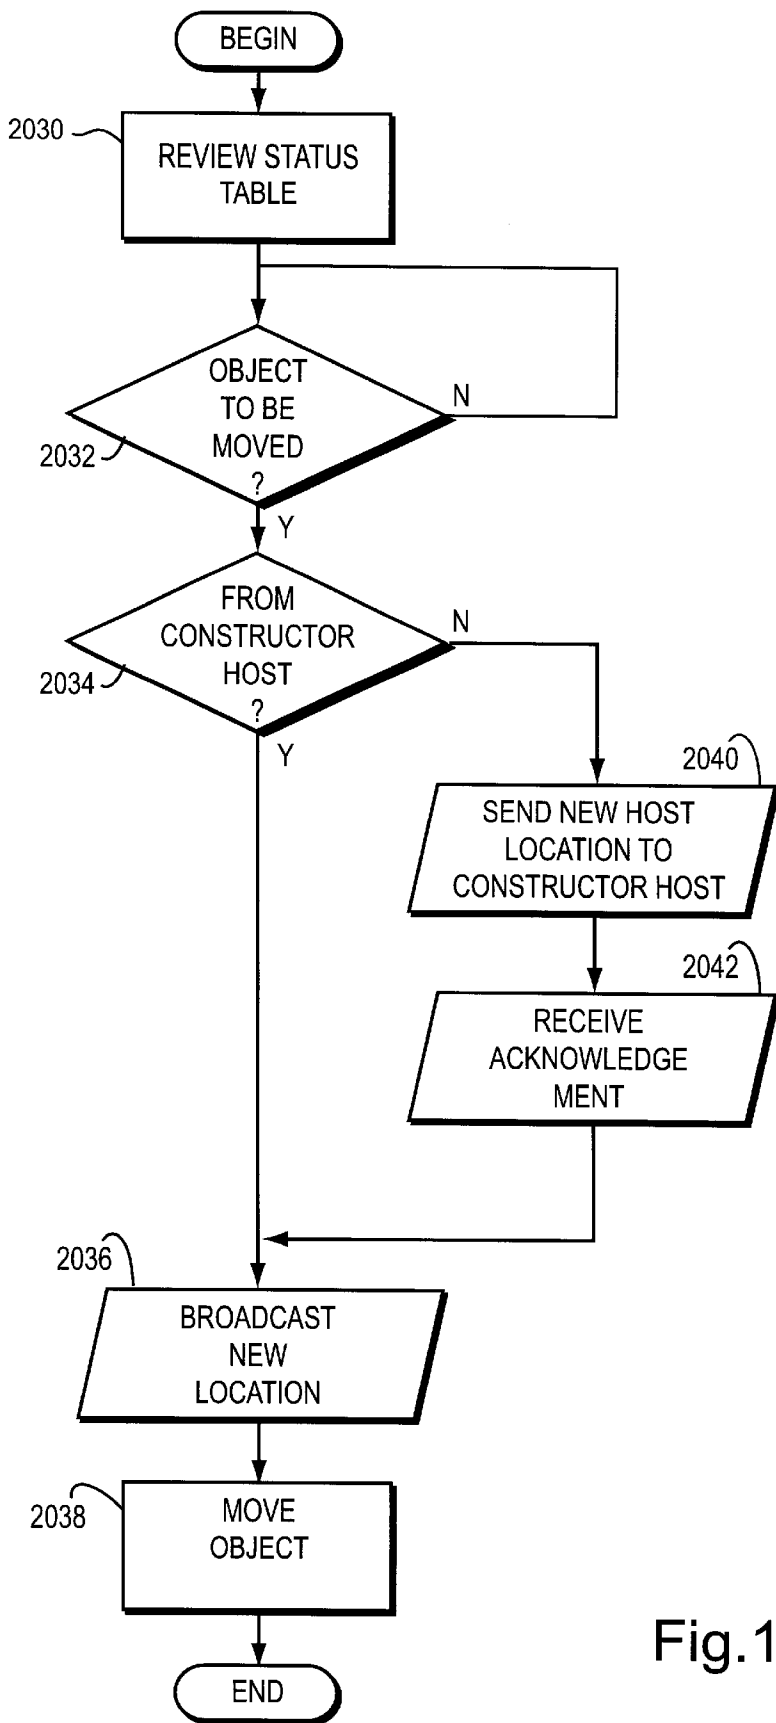 BEGIN
2030
REVIEW STATUS
TABLE
OBJECT
TO BE
MOVED
?
N
2032
Y
FROM
CONSTRUCTOR
HOST
?
N
2034
Y
2040
SEND NEW HOST
LOCATION TO
CONSTRUCTOR HOST
2042
RECEIVE
ACKNOWLEDGE
MENT
2036
BROADCAST
NEW
LOCATION
2038
MOVE
OBJECT
END
Fig.1